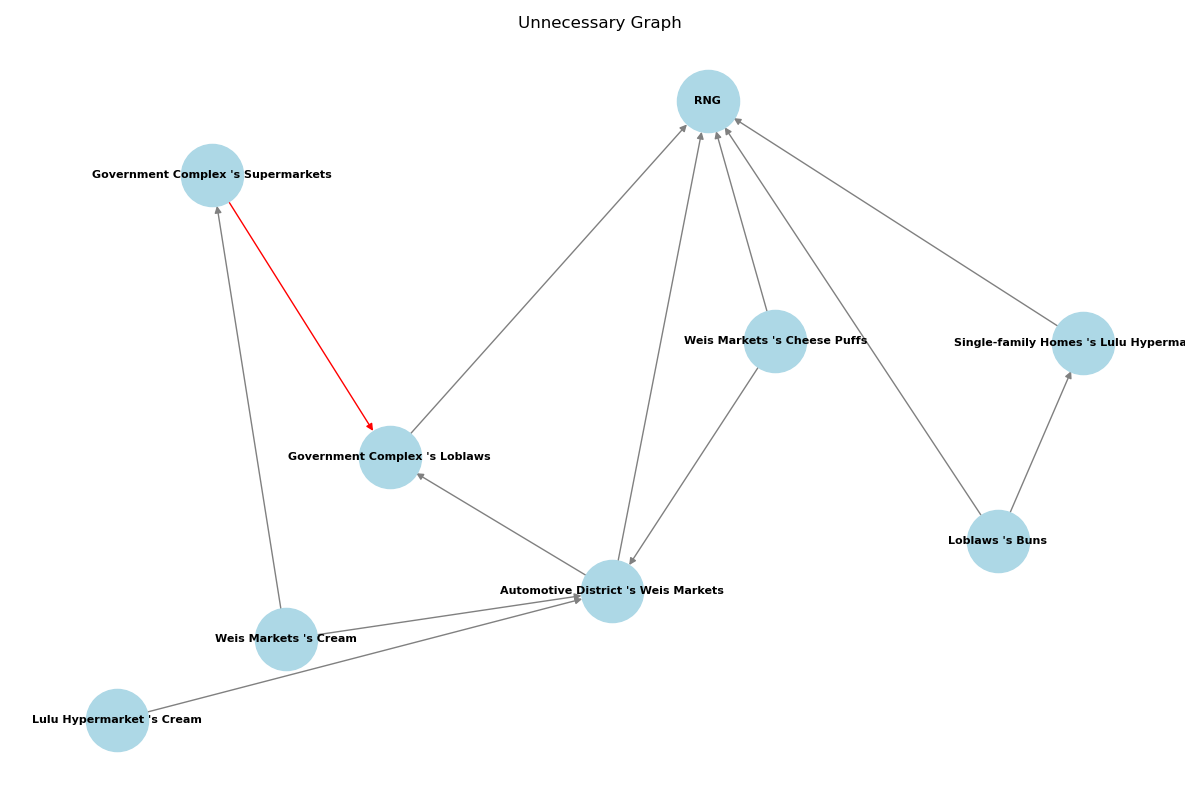 Unnecessary Graph
RNG
Government Complex 's Supermarkets
Weis Markets 's Cheese Puffs
Single-family Homes 's Lulu Hyperma
Government Complex 's Loblaws
Loblaws 's Buns
Automotive District 's Weis Markets
Weis Markets 's Cream
Lulu Hypermarket 's Cream